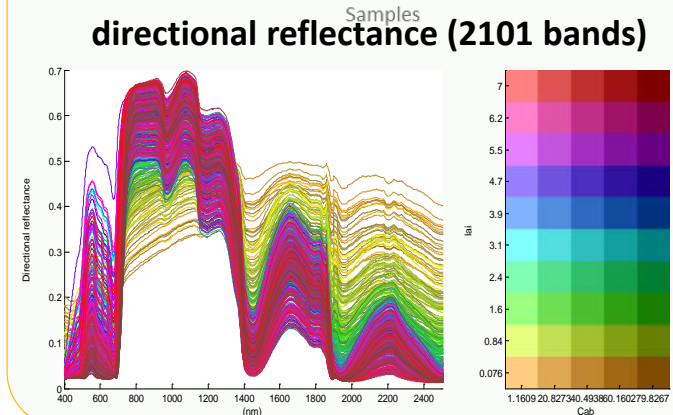 Samples
directional reflectance (2101 bands)
Directional reflectance
0.7
0.6
0.5
0.4
0.3
0.2
0.1
0
400 600 800 1000 1200 1400 1600 1800 2000 2200 2400
(nm)
lai
7
6.2
5.5
4.7
3.9
3.1
2.4
1.6
0.84
0.076
1.1609 20.8273 40.4938 60.1602 79.8267
Cab